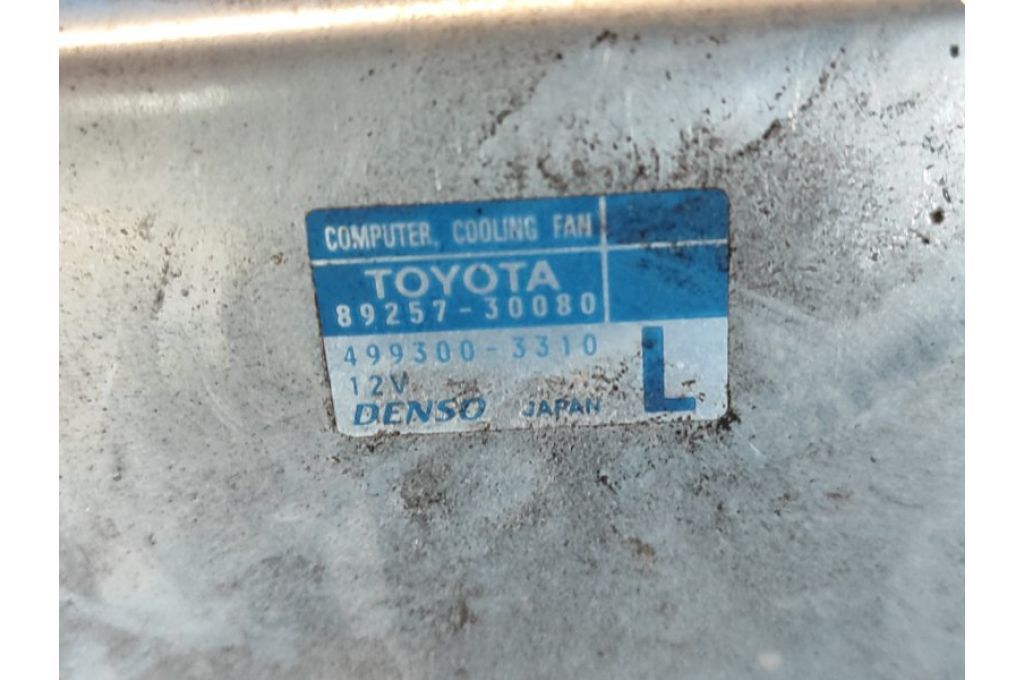 COMPUTER, COOLING FAN
TOYOTA
89257-30080
499300-3310
12V
L
DENSO JAPAN